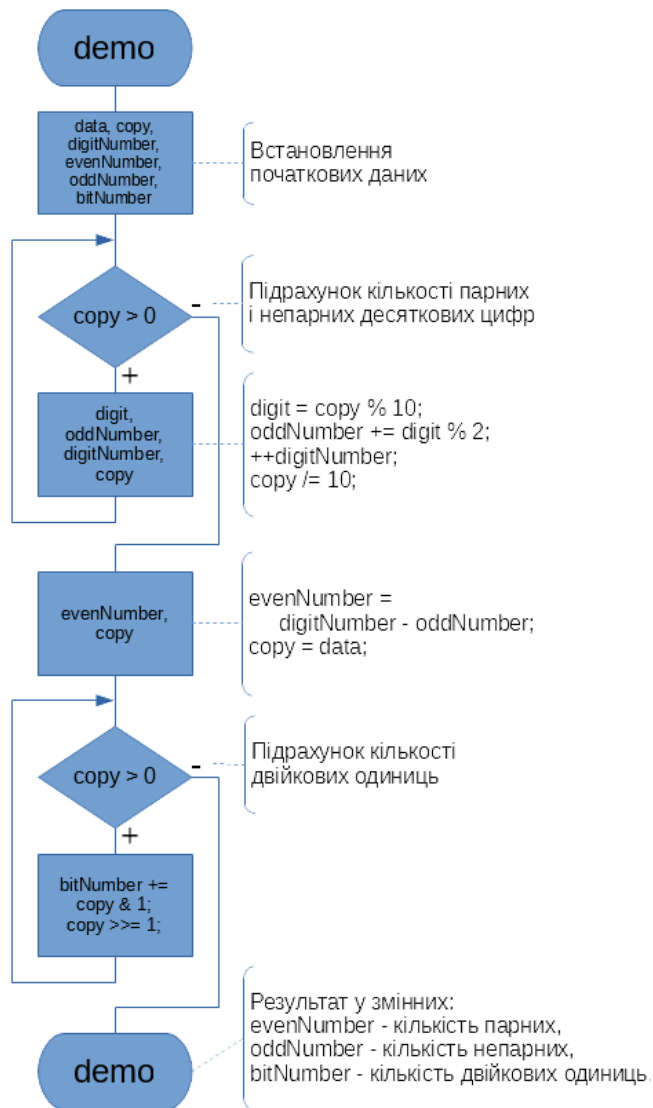 demo
data, copy,
digitNumber,
evenNumber,
oddNumber,
bitNumber
Встановлення
початкових даних
copy > 0
-
+
Підрахунок кількості парних
і непарних десяткових цифр
digit,
oddNumber,
digitNumber,
copy
digit = copy % 10;
oddNumber += digit % 2;
++digitNumber;
copy /= 10;
evenNumber,
copy
evenNumber =
digitNumber - oddNumber;
copy = data;
copy > 0
-
+
Підрахунок кількості
двійкових одиниць
bitNumber +=
copy & 1;
copy >>= 1;
demo
Результат у змінних:
evenNumber - кількість парних,
oddNumber - кількість непарних,
bitNumber - кількість двійкових одиниць.